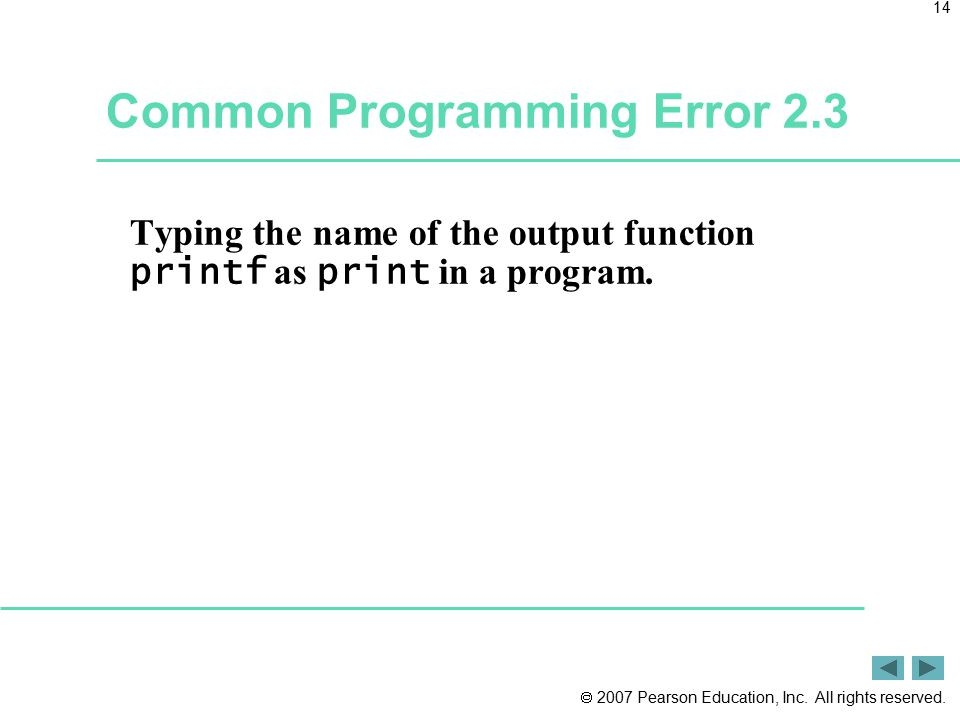 14
Common Programming Error 2.3
Typing the name of the output function
printf as print in a program.
© 2007 Pearson Education, Inc. All rights reserved.